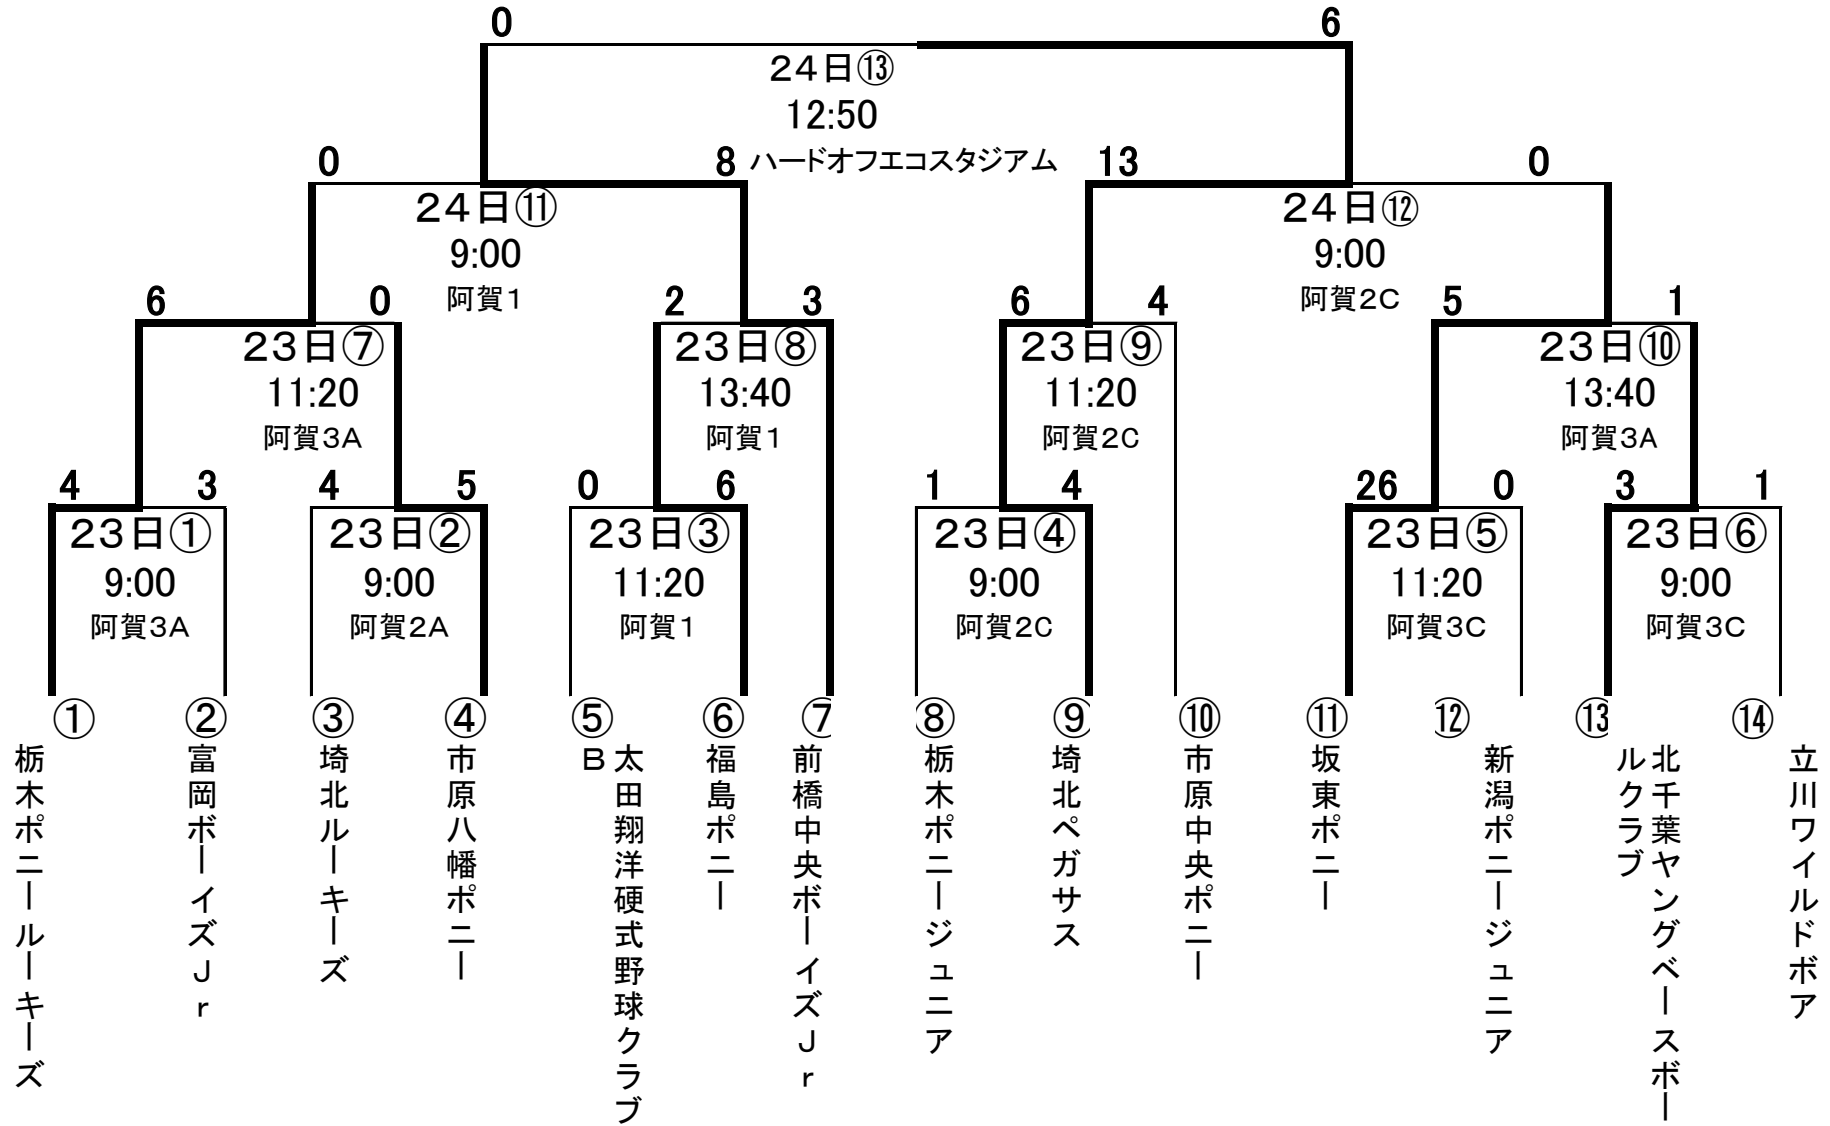 0
6
24日⑬
12:50
ハードオフエコスタジアム
0
8
13
0
24日⑪
9:00
阿賀1
24日⑫
9:00
阿賀2C
6
0
2
3
6
4
5
1
23日⑦
11:20
阿賀3A
23日⑧
13:40
阿賀1
23日⑨
11:20
阿賀2C
23日⑩
13:40
阿賀3A
4
3
4
5
0
6
1
4
26
0
3
1
23日①
9:00
阿賀3A
23日②
9:00
阿賀2A
23日③
11:20
阿賀1
23日④
9:00
阿賀2C
23日⑤
11:20
阿賀3C
23日⑥
9:00
阿賀3C
①
栃木ポニールーキーズ
②
富岡ボーイズJr
③
埼北ルーキーズ
④
市原八幡ポニー
⑤
太田翔洋硬式野球クラブ
B
⑥
福島ポニー
⑦
前橋中央ボーイズJr
⑧
栃木ポニージュニア
⑨
埼北ペガサス
⑩
市原中央ポニー
⑪
坂東ポニー
⑫
新潟ポニージュニア
⑬
北千葉ヤングベースボー
ルクラブ
⑭
立川ワイルドボア